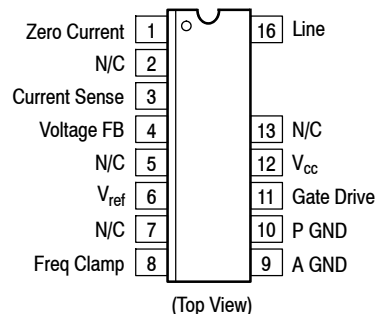 Zero Current 1
N/C 2
Current Sense 3
Voltage FB 4
N/C 5
Vref 6
N/C 7
Freq Clamp 8
16 Line
13 N/C
12 Vcc
11 Gate Drive
10 P GND
9 A GND
(Top View)